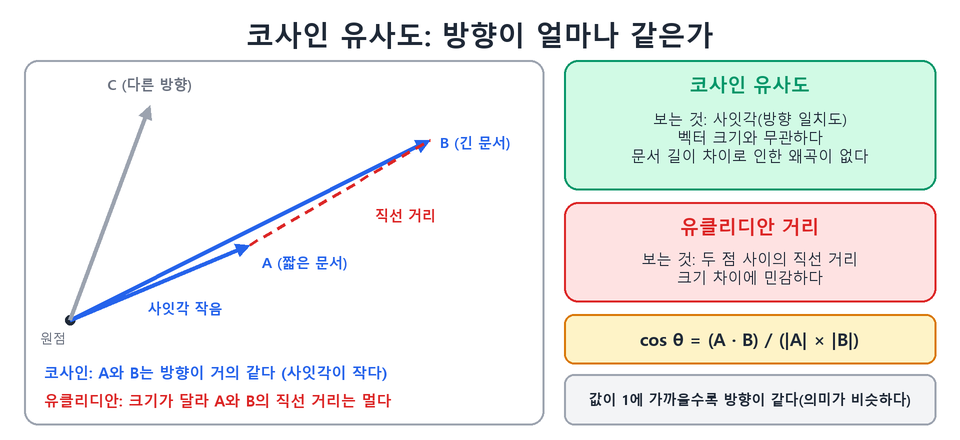 코사인 유사도: 방향이 얼마나 같은가
C (다른 방향)
B (긴 문서)
직선 거리
A (짧은 문서)
사잇각 작음
원점
코사인: A와 B는 방향이 거의 같다 (사잇각이 작다)
유클리디안: 크기가 달라 A와 B의 직선 거리는 멀다
코사인 유사도
보는 것: 사잇각(방향 일치도)
벡터 크기와 무관하다
문서 길이 차이로 인한 왜곡이 없다
유클리디안 거리
보는 것: 두 점 사이의 직선 거리
크기 차이에 민감하다
cos θ = (A · B) / (|A| × |B|)
값이 1에 가까울수록 방향이 같다(의미가 비슷하다)